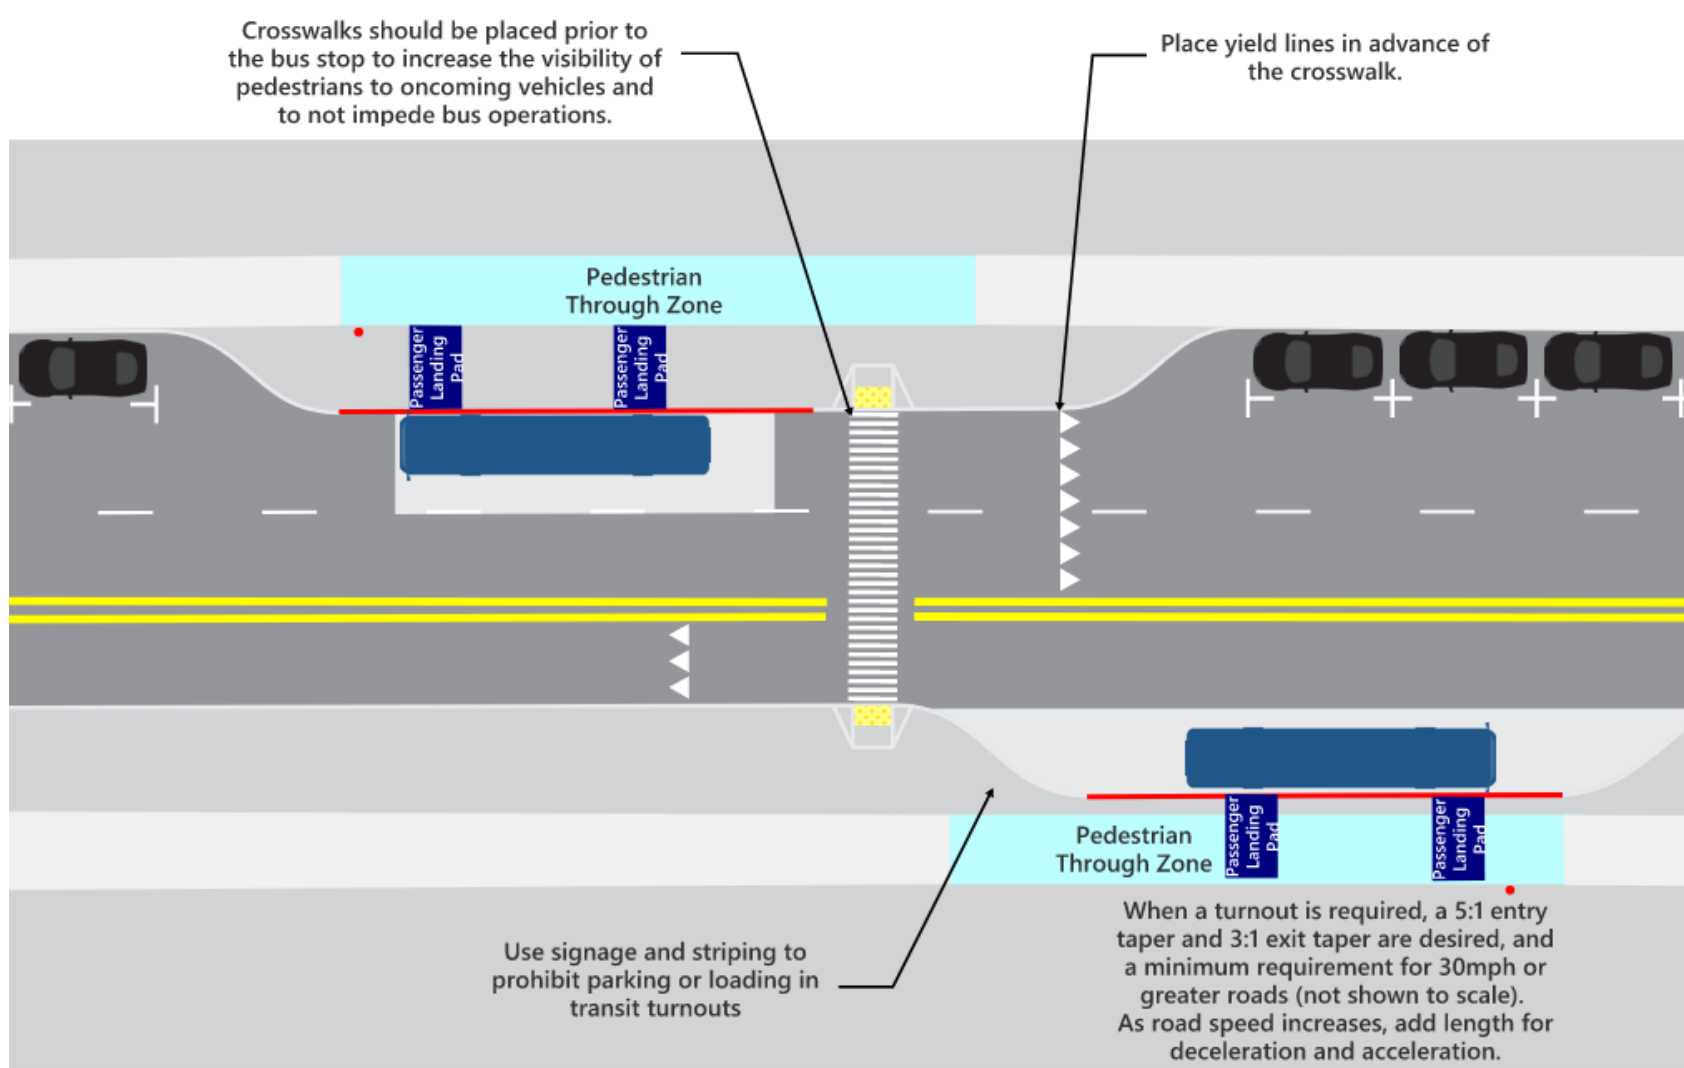 Crosswalks should be placed prior to
the bus stop to increase the visibility of
pedestrians to oncoming vehicles and
to not impede bus operations.
Place yield lines in advance of
the crosswalk.
Pedestrian
Through Zone
Passenger
Landing
Pad
Passenger
Landing
Pad
Pedestrian
Through Zone
Passenger
Landing
Pad
Passenger
Landing
Pad
Use signage and striping to
prohibit parking or loading in
transit turnouts
When a turnout is required, a 5:1 entry
taper and 3:1 exit taper are desired, and
a minimum requirement for 30mph or
greater roads (not shown to scale).
As road speed increases, add length for
deceleration and acceleration.